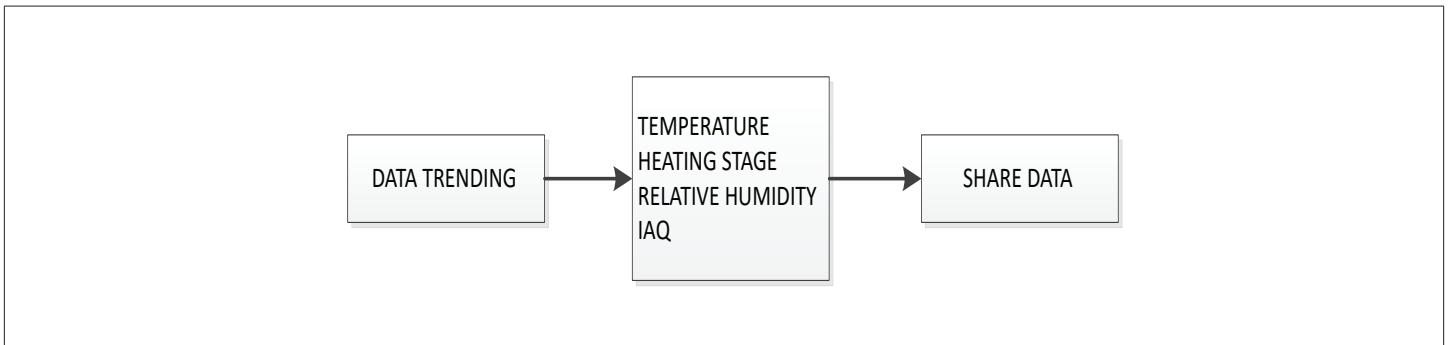 DATA TRENDING
TEMPERATURE
HEATING STAGE
RELATIVE HUMIDITY
IAQ
SHARE DATA